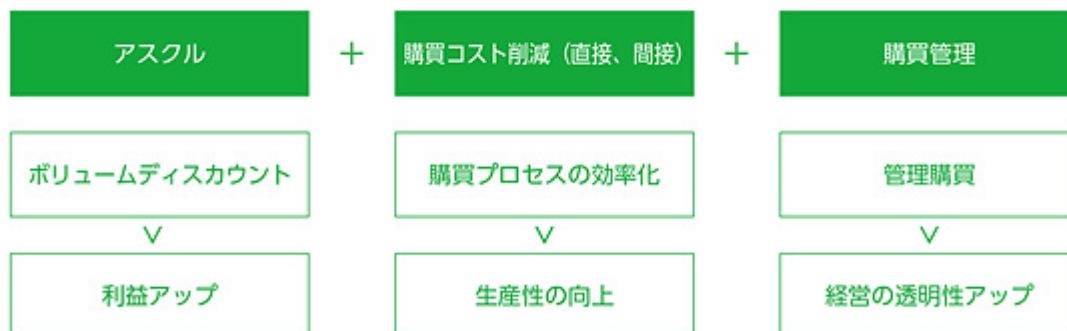 アスクル
+
購買コスト削減（直接、間接）
+
購買管理
ボリュームディスカウント
購買プロセスの効率化
管理購買
利益アップ
生産性の向上
経営の透明性アップ